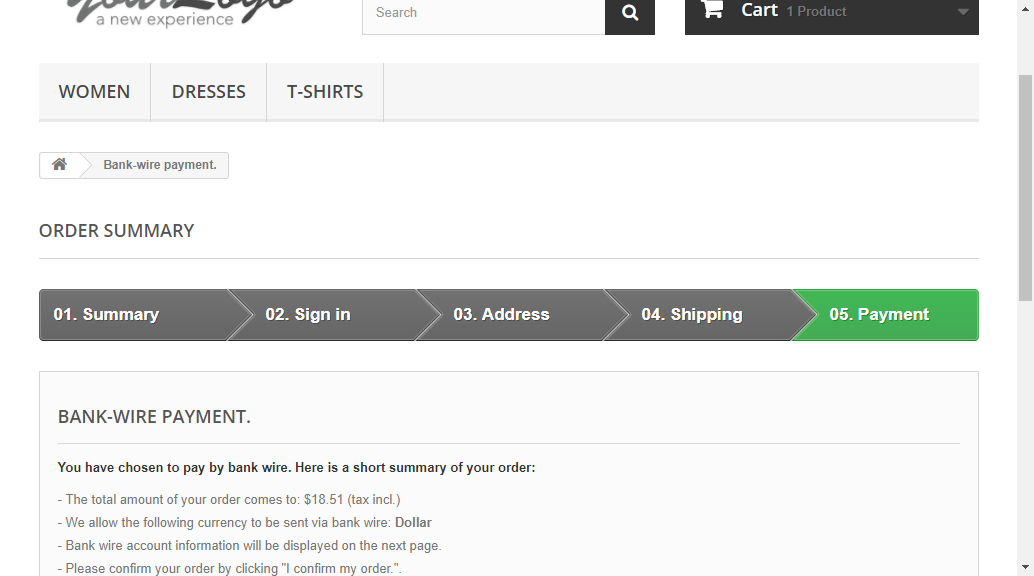 yourLogo
a new experience
Search
Cart 1 Product
WOMEN
DRESSES
T-SHIRTS
Bank-wire payment.
ORDER SUMMARY
01. Summary
02. Sign in
03. Address
04. Shipping
05. Payment
BANK-WIRE PAYMENT.
You have chosen to pay by bank wire. Here is a short summary of your order:
- The total amount of your order comes to: $18.51 (tax incl.)
- We allow the following currency to be sent via bank wire: Dollar
- Bank wire account information will be displayed on the next page.
- Please confirm your order by clicking "I confirm my order.".